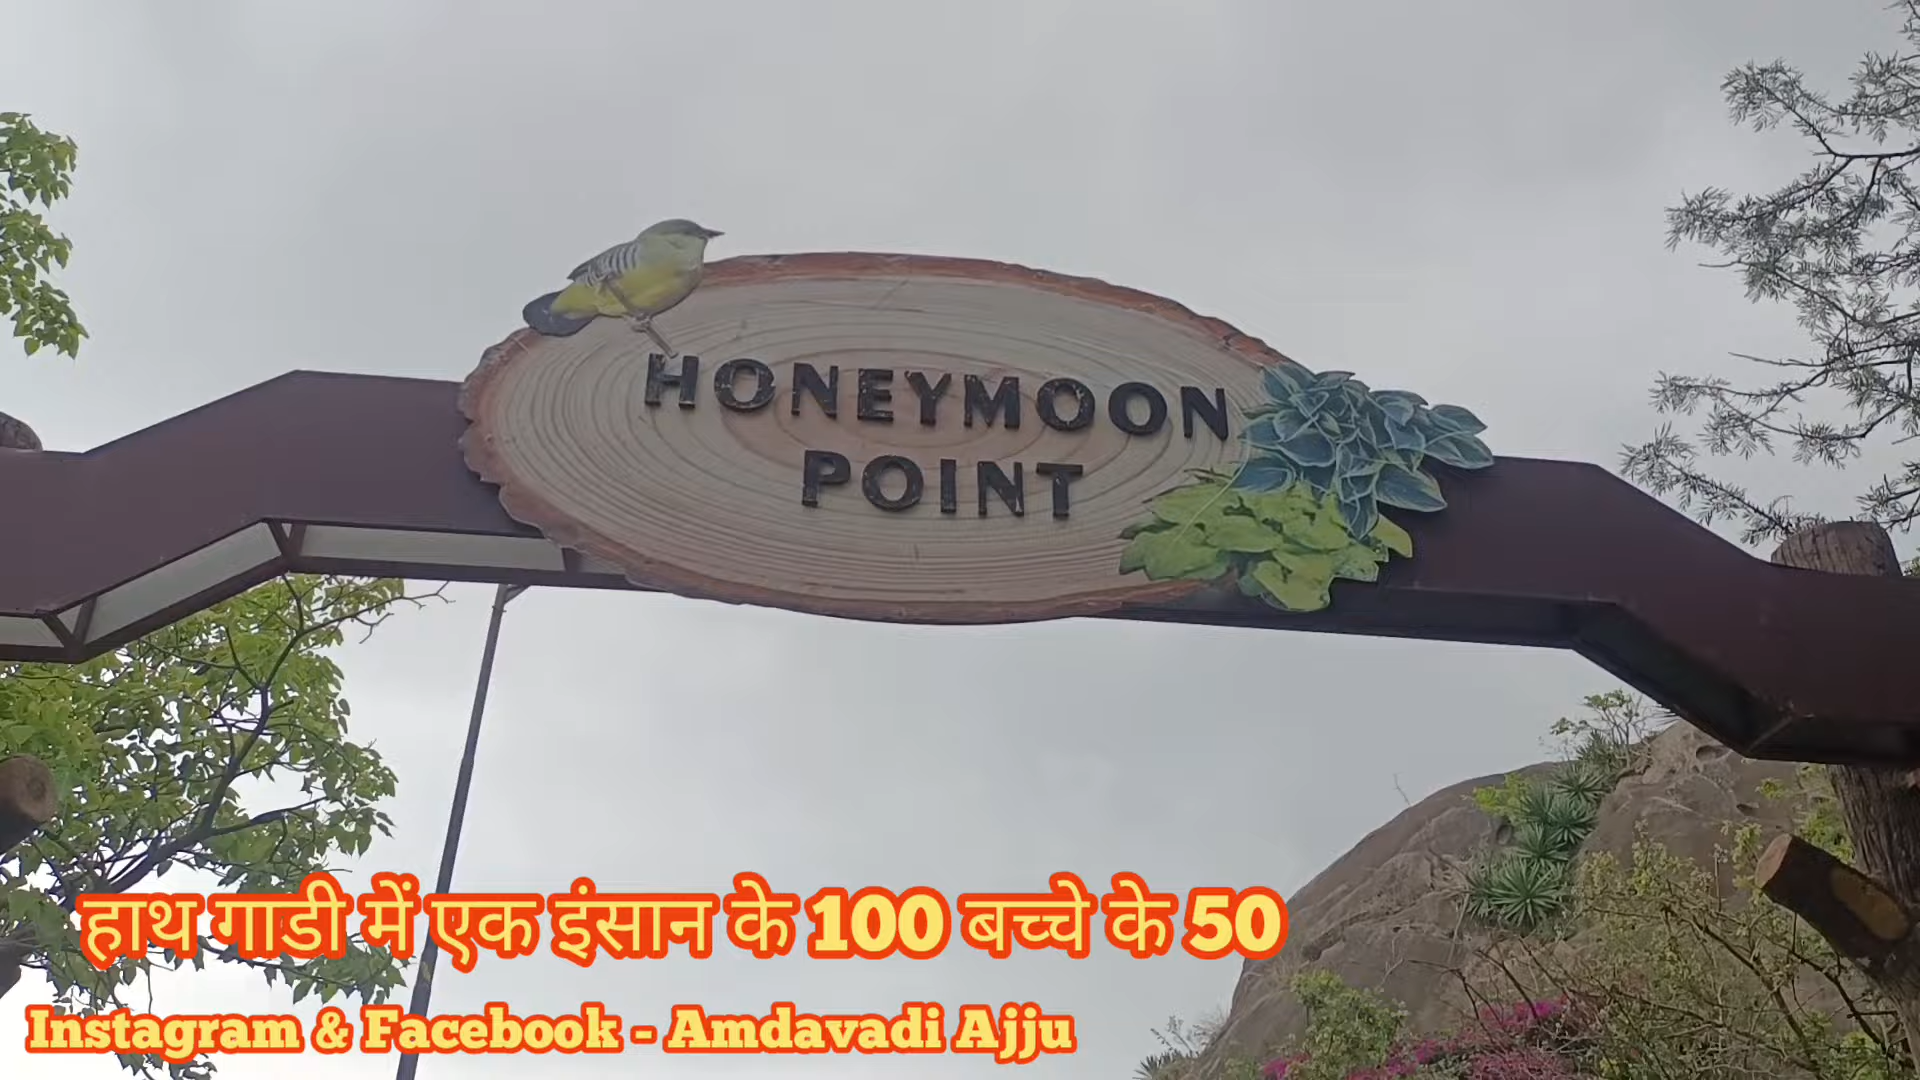 HONEYMOON
POINT
हाथ गाडी में एक इंसान के 100 बच्चे के 50
Instagram & Facebook - Amdavadi Ajju